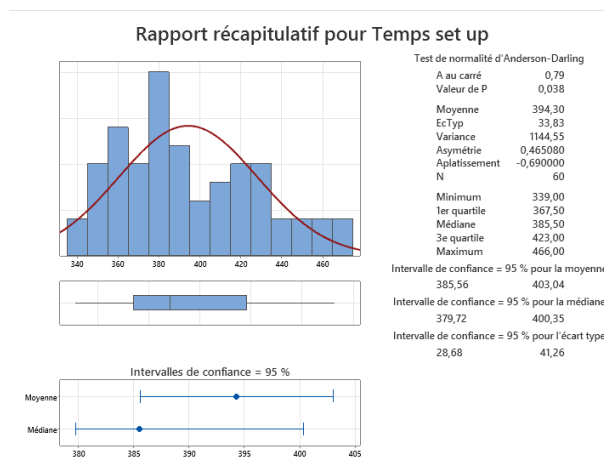 Rapport récapitulatif pour Temps set up
Test de normalité d'Anderson-Darling
A au carré 0,79
Valeur de P 0,038
Moyenne 394,30
EcTyp 33,83
Variance 1144,55
Asymétrie 0,465080
Aplatissement -0,690000
N 60
Minimum 339,00
1er quartile 367,50
Médiane 385,50
3e quartile 423,00
Maximum 466,00
Intervalle de confiance = 95 % pour la moyenne
385,56 403,04
Intervalle de confiance = 95 % pour la médiane
379,72 400,35
Intervalle de confiance = 95 % pour l'écart type
28,68 41,26
340 360 380 400 420 440 460
Intervalles de confiance = 95 %
Moyenne
Médiane
380 385 390 395 400 405